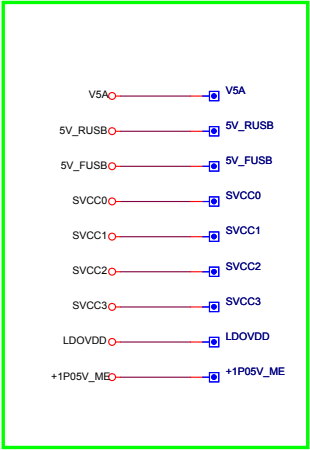 V5A V5A
5V_RUSB 5V_RUSB
5V_FUSB 5V_FUSB
SVCC0 SVCC0
SVCC1 SVCC1
SVCC2 SVCC2
SVCC3 SVCC3
LDOVDD LDOVDD
+1P05V_ME +1P05V_ME